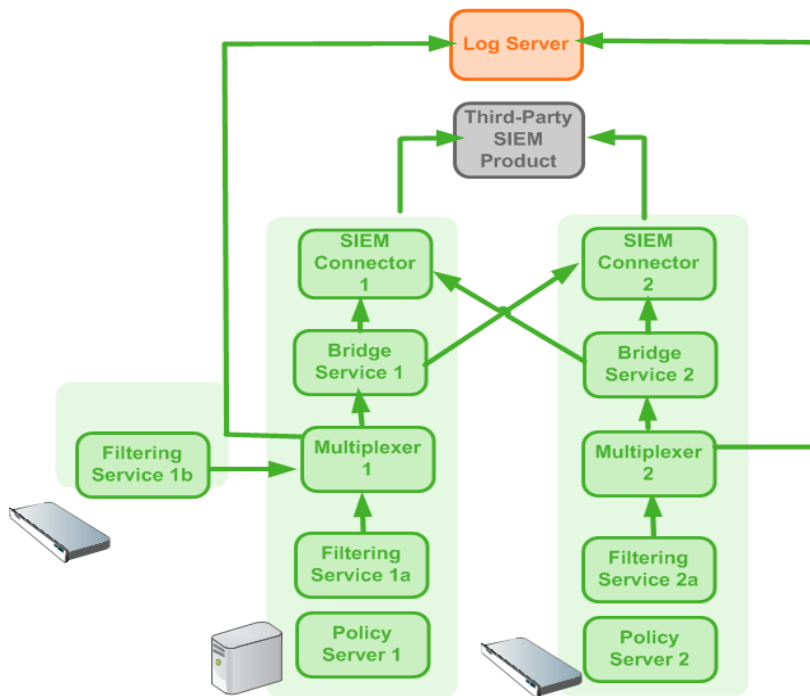 Log Server
Third-Party
SIEM
Product
SIEM
Connector
1
SIEM
Connector
2
Bridge
Service 1
Bridge
Service 2
Filtering
Service 1b
Multiplexer
1
Multiplexer
2
Filtering
Service 1a
Filtering
Service 2a
Policy
Server 1
Policy
Server 2